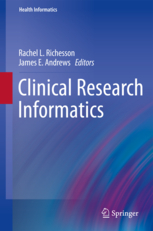 Health Informatics
Rachel L. Richesson
James E. Andrews Editors
Clinical Research
Informatics
Springer